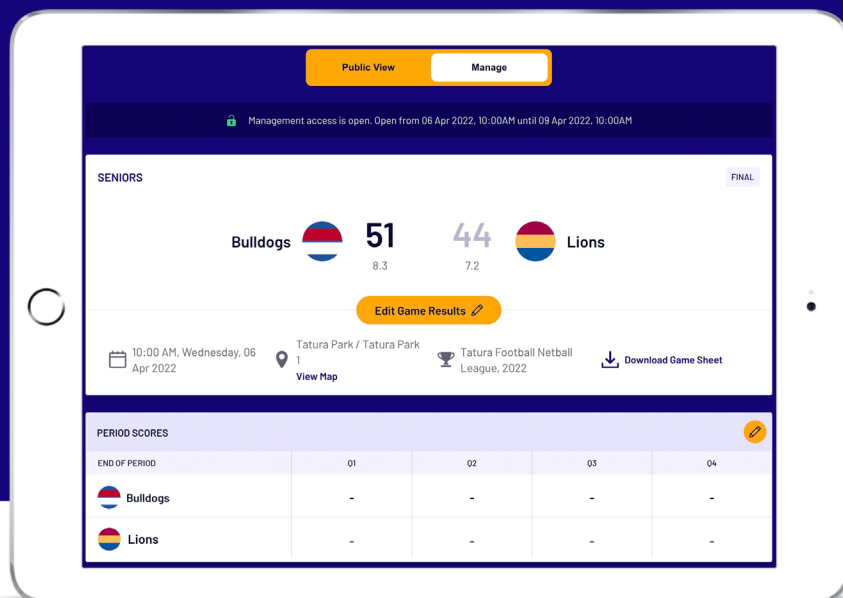 Public View
Manage
Management access is open. Open from 06 Apr 2022, 10:00AM until 09 Apr 2022, 10:00AM
SENIORS
FINAL
Bulldogs
51
44
Lions
8.3
7.2
Edit Game Results
10:00 AM, Wednesday, 06
Apr 2022
Tatura Park / Tatura Park
1
View Map
Tatura Football Netball
League, 2022
Download Game Sheet
PERIOD SCORES
END OF PERIOD Q1 Q2 Q3 Q4
Bulldogs - - - -
Lions - - - -